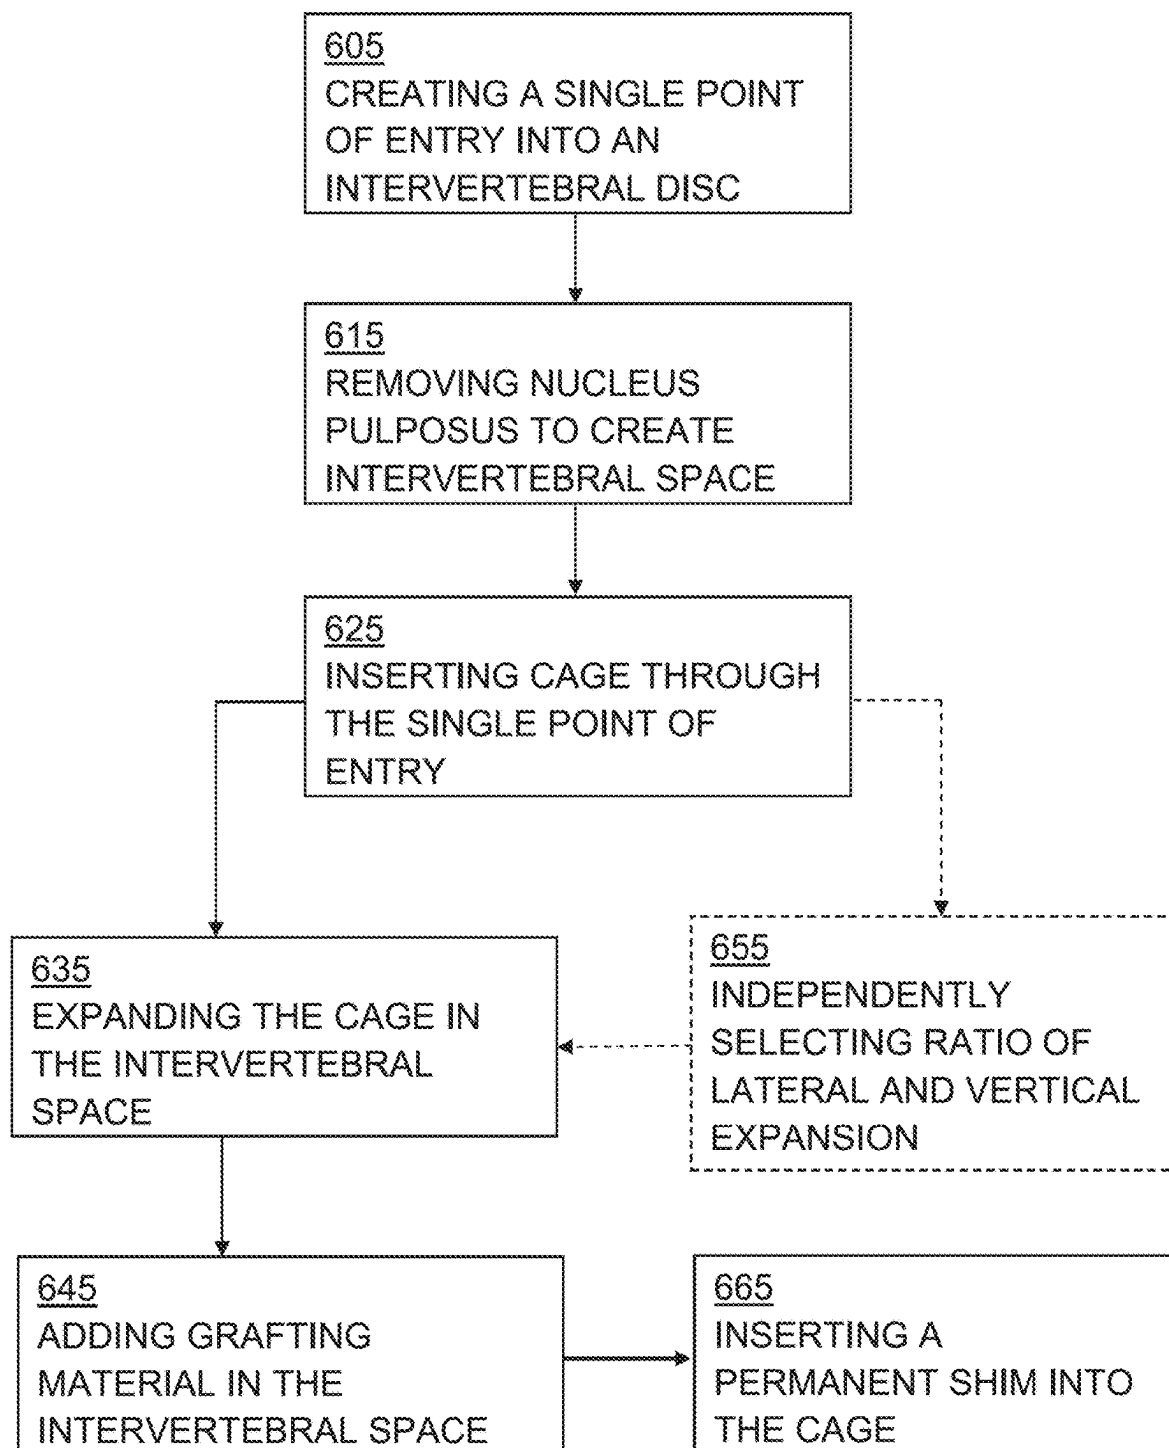 605
CREATING A SINGLE POINT
OF ENTRY INTO AN
INTERVERTEBRAL DISC
615
REMOVING NUCLEUS
PULPOSUS TO CREATE
INTERVERTEBRAL SPACE
625
INSERTING CAGE THROUGH
THE SINGLE POINT OF
ENTRY
635
EXPANDING THE CAGE IN
THE INTERVERTEBRAL
SPACE
655
INDEPENDENTLY
SELECTING RATIO OF
LATERAL AND VERTICAL
EXPANSION
645
ADDING GRAFTING
MATERIAL IN THE
INTERVERTEBRAL SPACE
665
INSERTING A
PERMANENT SHIM INTO
THE CAGE